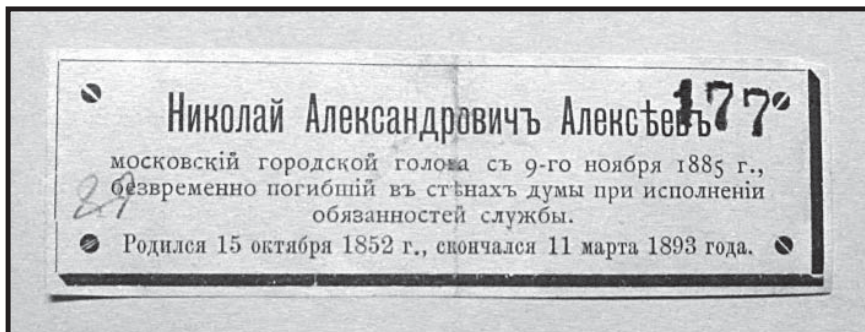 Николай Александровичъ Алексѣевъ 177
московскій городской голова съ 9-го ноября 1885 г.,
безвременно погибшій въ стѣнахъ думы при исполненіи
29
обязанностей службы.
Родился 15 октября 1852 г., скончался 11 марта 1893 года.